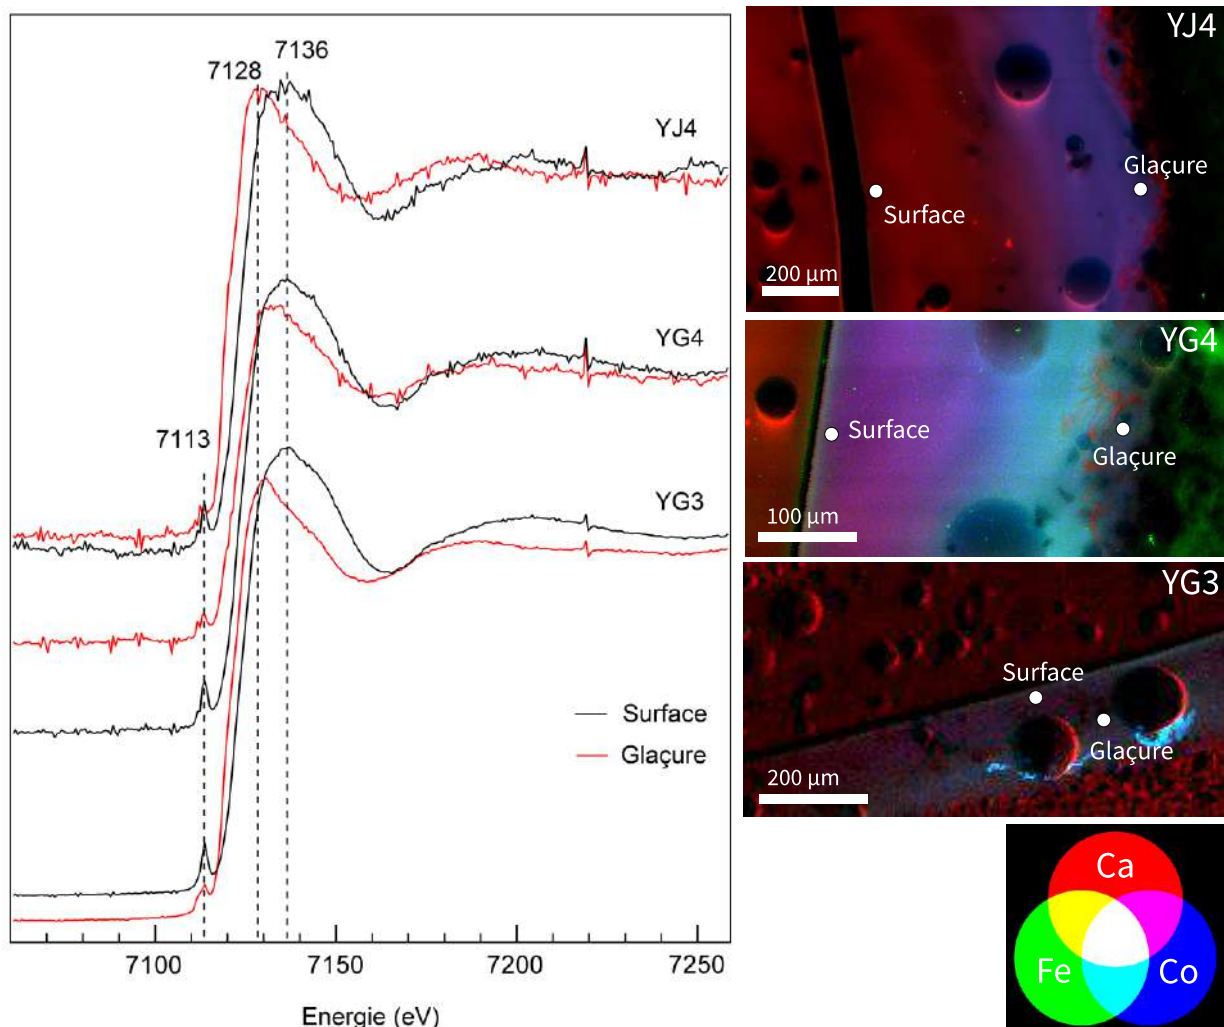 7136
7128
YJ4
YG4
7113
YG3
Surface
Glaçure
7100
7150
7200
7250
Energie (eV)
YJ4
Glaçure
Surface
200 µm
YG4
Surface
Glaçure
100 µm
YG3
Surface
Glaçure
200 µm
Ca
Fe
Co